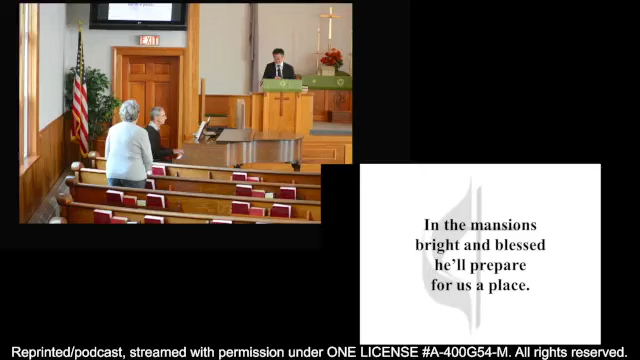 EXIT
In the mansions
bright and blessed
he'll prepare
for us a place.
Reprinted/podcast, streamed with permission under ONE LICENSE #A-400G54-M. All rights reserved.